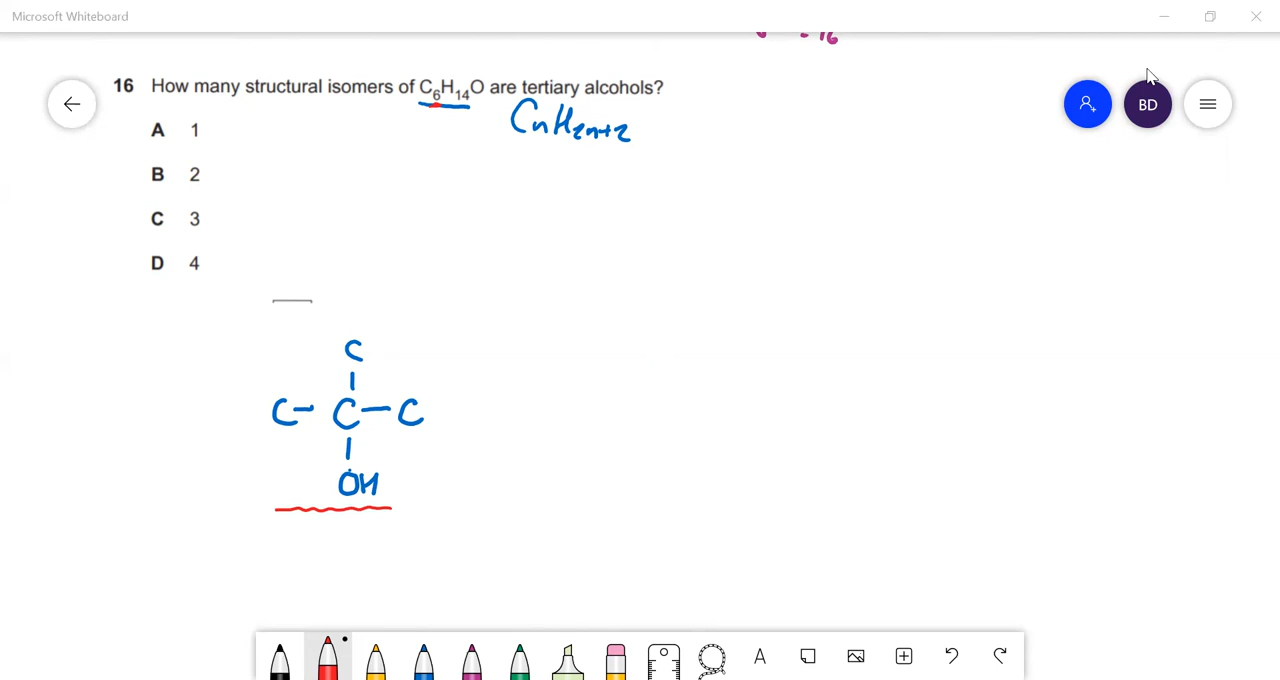 Microsoft Whiteboard
= 16
16 How many structural isomers of C₆H₁₄O are tertiary alcohols?
CnH2n+2
BD
A 1
B 2
C 3
D 4
C
C - C - C
OH
A